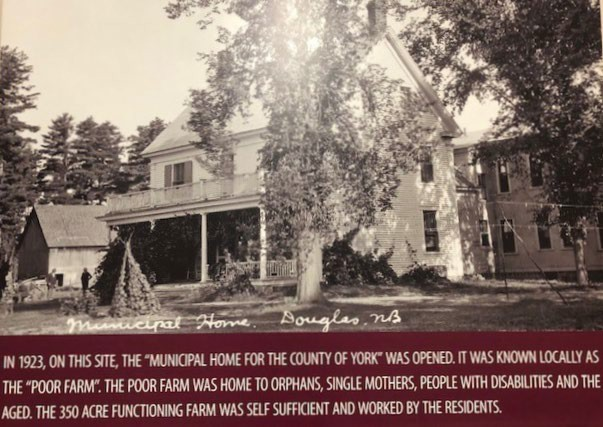 Municipal Home. Douglas, NB
IN 1923, ON THIS SITE, THE “MUNICIPAL HOME FOR THE COUNTY OF YORK” WAS OPENED. IT WAS KNOWN LOCALLY AS
THE “POOR FARM”. THE POOR FARM WAS HOME TO ORPHANS, SINGLE MOTHERS, PEOPLE WITH DISABILITIES AND THE
AGED. THE 350 ACRE FUNCTIONING FARM WAS SELF SUFFICIENT AND WORKED BY THE RESIDENTS.